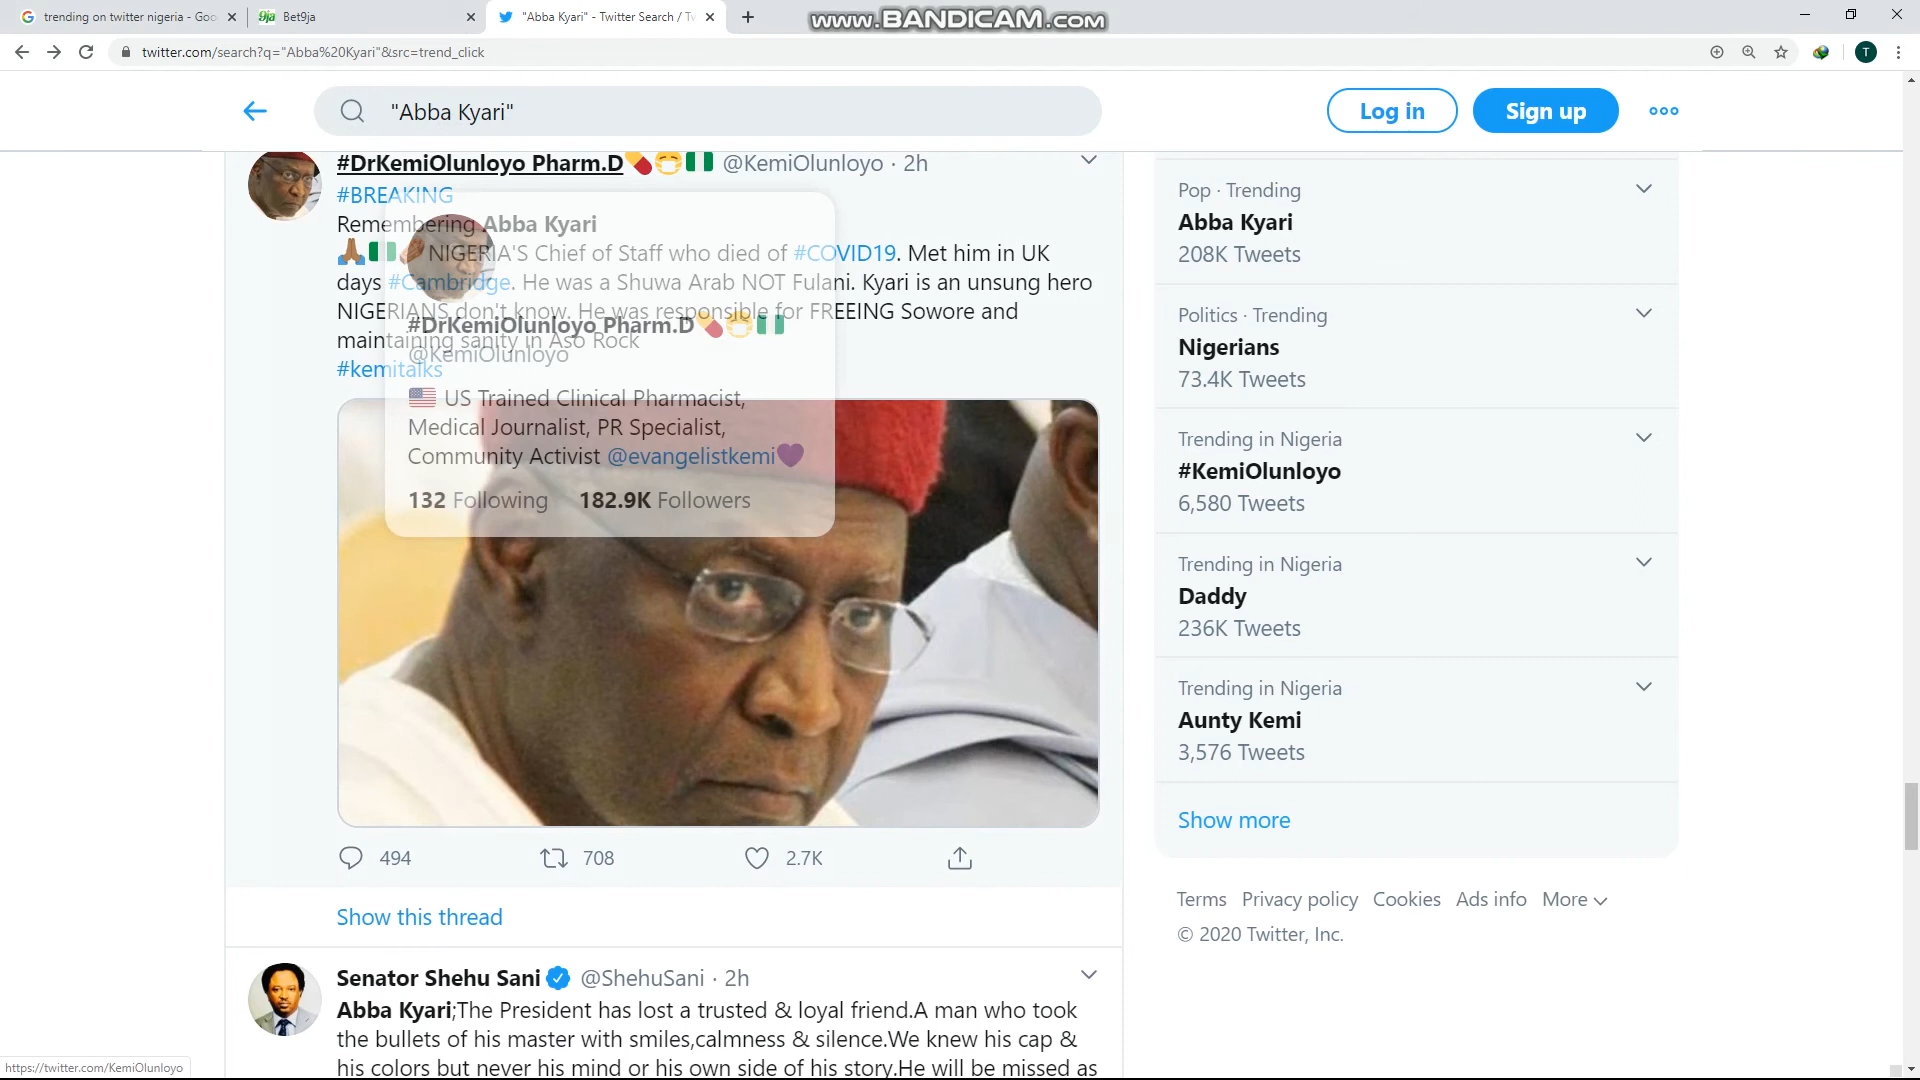 trending on twitter nigeria - Goo
Bet9ja
"Abba Kyari" - Twitter Search / Tw
www.BANDICAM.com
twitter.com/search?q="Abba%20Kyari"&src=trend_click
T
"Abba Kyari"
Log in
Sign up
#DrKemiOlunloyo Pharm.D @KemiOlunloyo · 2h
#BREAKING
Remembering Abba Kyari
NIGERIA'S Chief of Staff who died of #COVID19. Met him in UK
days #Cambridge. He was a Shuwa Arab NOT Fulani. Kyari is an unsung hero
NIGERIANS don't know. He was responsible for FREEING Sowore and
maintaining sanity in Aso Rock
#kemitalks
#DrKemiOlunloyo Pharm.D
@KemiOlunloyo
US Trained Clinical Pharmacist,
Medical Journalist, PR Specialist,
Community Activist @evangelistkemi
132 Following 182.9K Followers
494 708 2.7K
Show this thread
Senator Shehu Sani @ShehuSani · 2h
Abba Kyari;The President has lost a trusted & loyal friend.A man who took
the bullets of his master with smiles,calmness & silence.We knew his cap &
his colors but never his mind or his own side of his story.He will be missed as
Pop · Trending
Abba Kyari
208K Tweets
Politics · Trending
Nigerians
73.4K Tweets
Trending in Nigeria
#KemiOlunloyo
6,580 Tweets
Trending in Nigeria
Daddy
236K Tweets
Trending in Nigeria
Aunty Kemi
3,576 Tweets
Show more
Terms Privacy policy Cookies Ads info More
© 2020 Twitter, Inc.
https://twitter.com/KemiOlunloyo